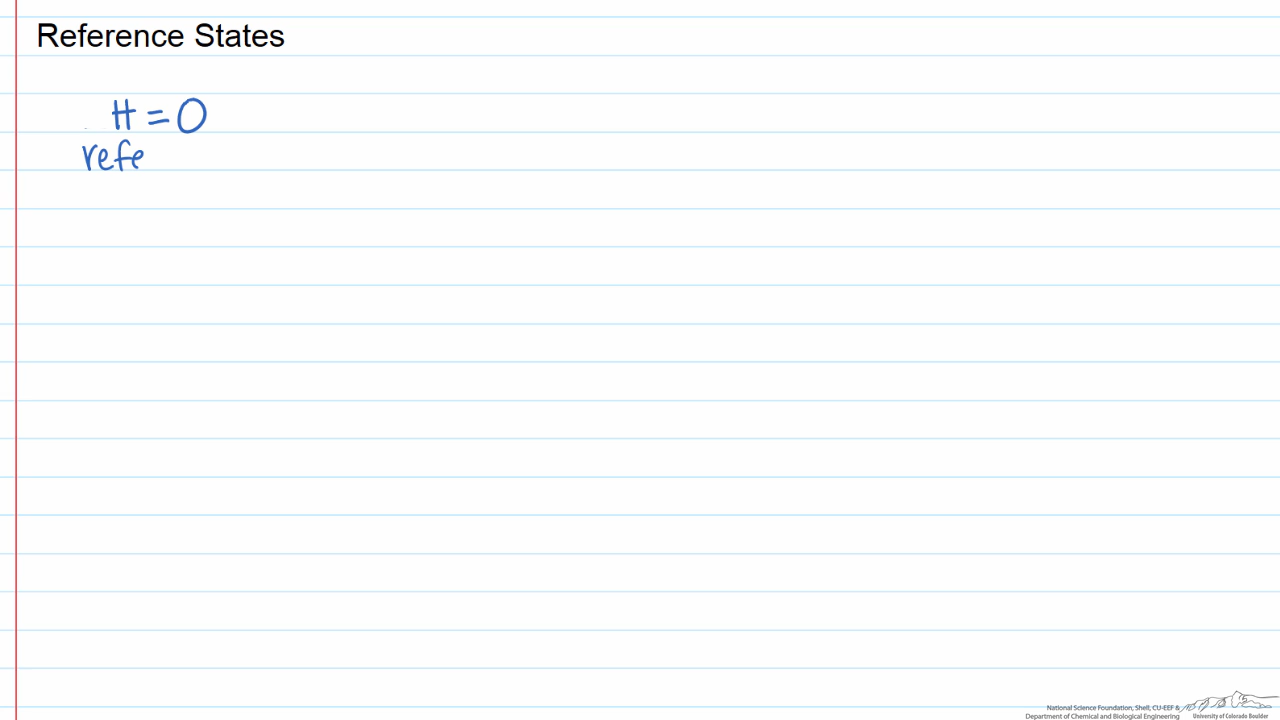 Reference States
H = 0
refe
National Science Foundation, Shell, CU-EEF &
Department of Chemical and Biological Engineering
University of Colorado Boulder